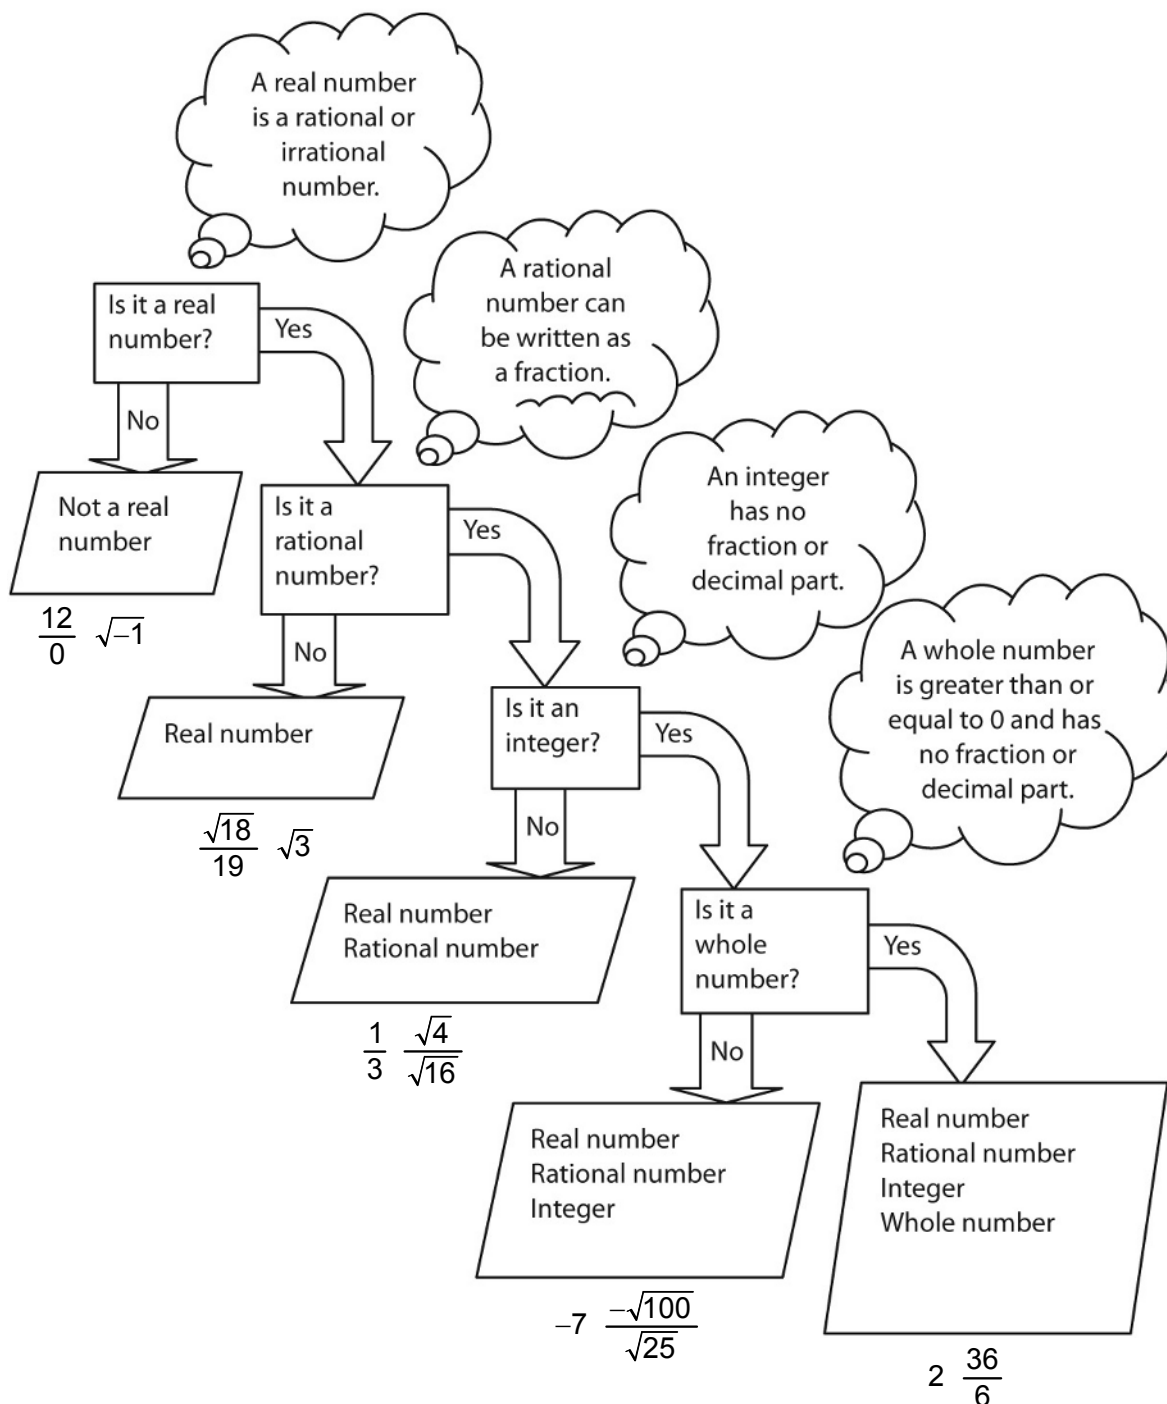 A real number
is a rational or
irrational
number.
A rational
number can
be written as
a fraction.
Is it a real
number?
Yes
No
An integer
has no
fraction or
decimal part.
Not a real
number
Is it a
rational
number?
Yes
12/0 √−1
No
A whole number
is greater than or
equal to 0 and has
no fraction or
decimal part.
Real number
Is it an
integer?
Yes
√18/19 √3
No
Real number
Rational number
Is it a
whole
number?
Yes
1/3 √4/√16
No
Real number
Rational number
Integer
Real number
Rational number
Integer
Whole number
−7 −√100/√25
2 36/6